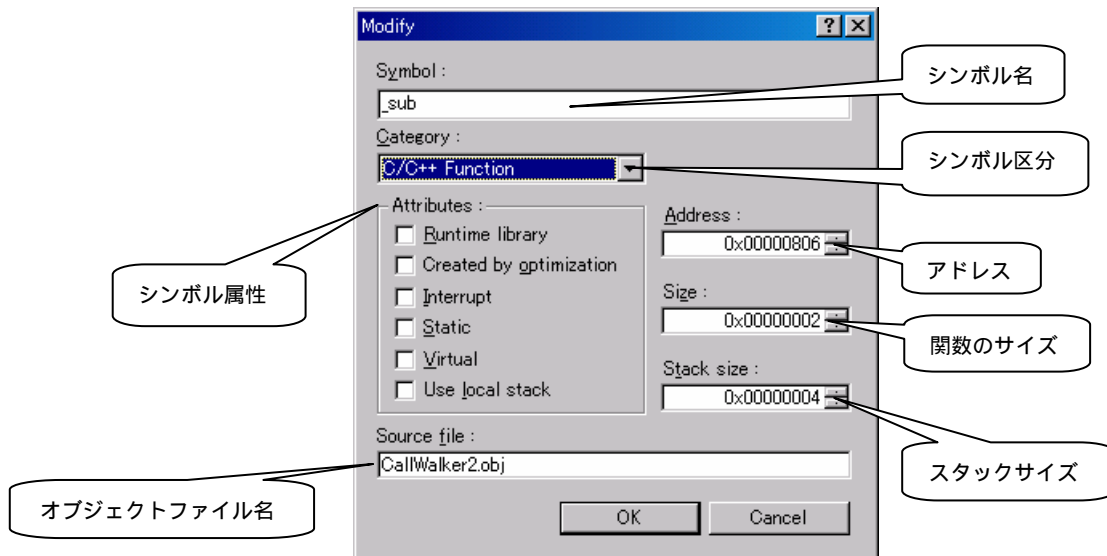 Modify
Symbol :
シンボル名
_sub
Category :
シンボル区分
C/C++ Function
Attributes :
Address :
Runtime library
0x00000806
アドレス
Created by optimization
シンボル属性
Interrupt
Size :
Static
0x00000002
関数のサイズ
Virtual
Stack size :
Use local stack
0x00000004
Source file :
CallWalker2.obj
スタックサイズ
オブジェクトファイル名
OK
Cancel